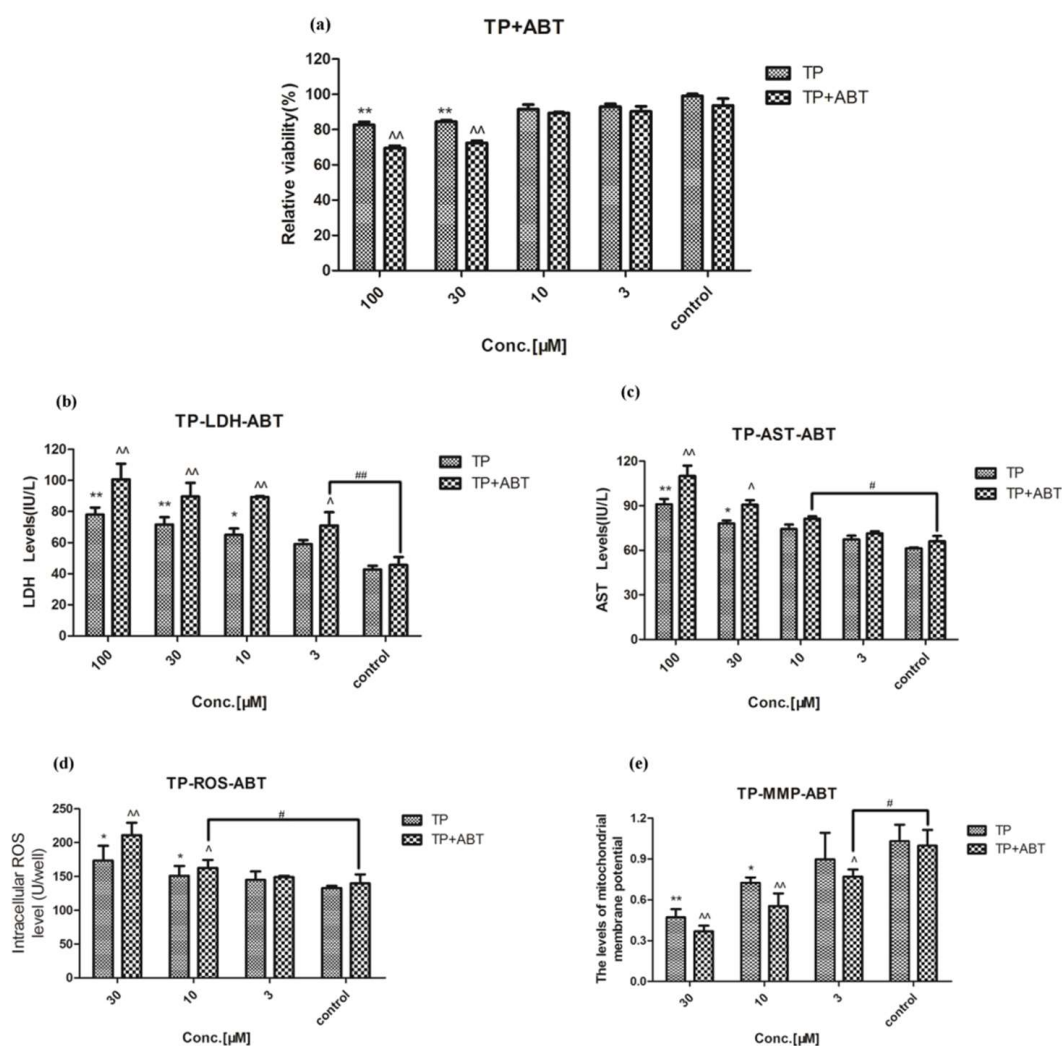 (a)
TP+ABT
Relative viability(%)
120
100
80
60
40
20
0
** ^^ ** ^^
100 30 10 3 control
Conc.[μM]
TP
TP+ABT
(b)
TP-LDH-ABT
LDH Levels(IU/L)
120
100
80
60
40
20
0
** ^^ ** ^^ * ^^ ^ ##
100 30 10 3 control
Conc.[μM]
TP
TP+ABT
(c)
TP-AST-ABT
AST Levels(IU/L)
120
90
60
30
0
** ^^ * ^ #
100 30 10 3 control
Conc.[μM]
TP
TP+ABT
(d)
TP-ROS-ABT
Intracellular ROS
level (U/well)
250
200
150
100
50
0
* ^^ * ^ #
30 10 3 control
Conc.[μM]
TP
TP+ABT
(e)
TP-MMP-ABT
The levels of mitochondrial
membrane potential
1.2
0.9
0.6
0.3
0.0
** ^^ * ^^ ^ #
30 10 3 control
Conc.[μM]
TP
TP+ABT